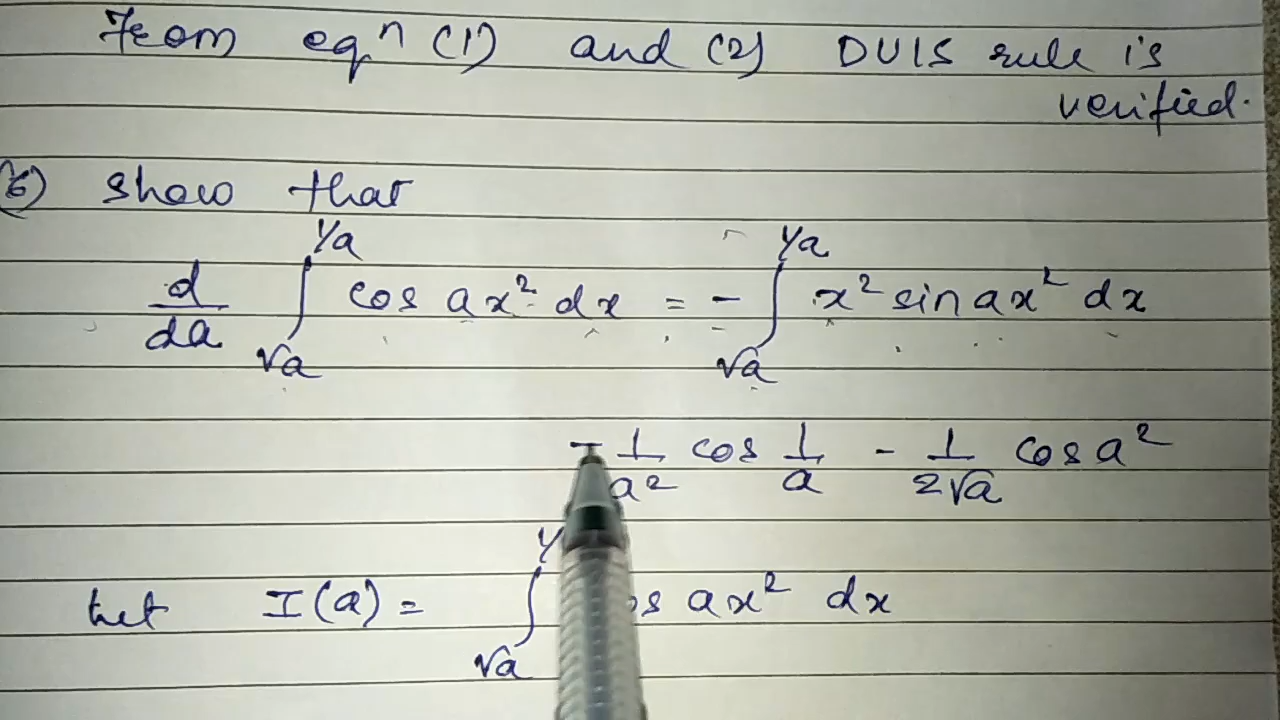 From eqn (1) and (2) DUIS rule is
verified.
(6) show that
d/da ∫_{√a}^{1/a} cos ax² dx = - ∫_{√a}^{1/a} x² sin ax² dx
- 1/a² cos 1/a - 1/2√a cos a²
Let I(a) = ∫_{√a} ax² dx